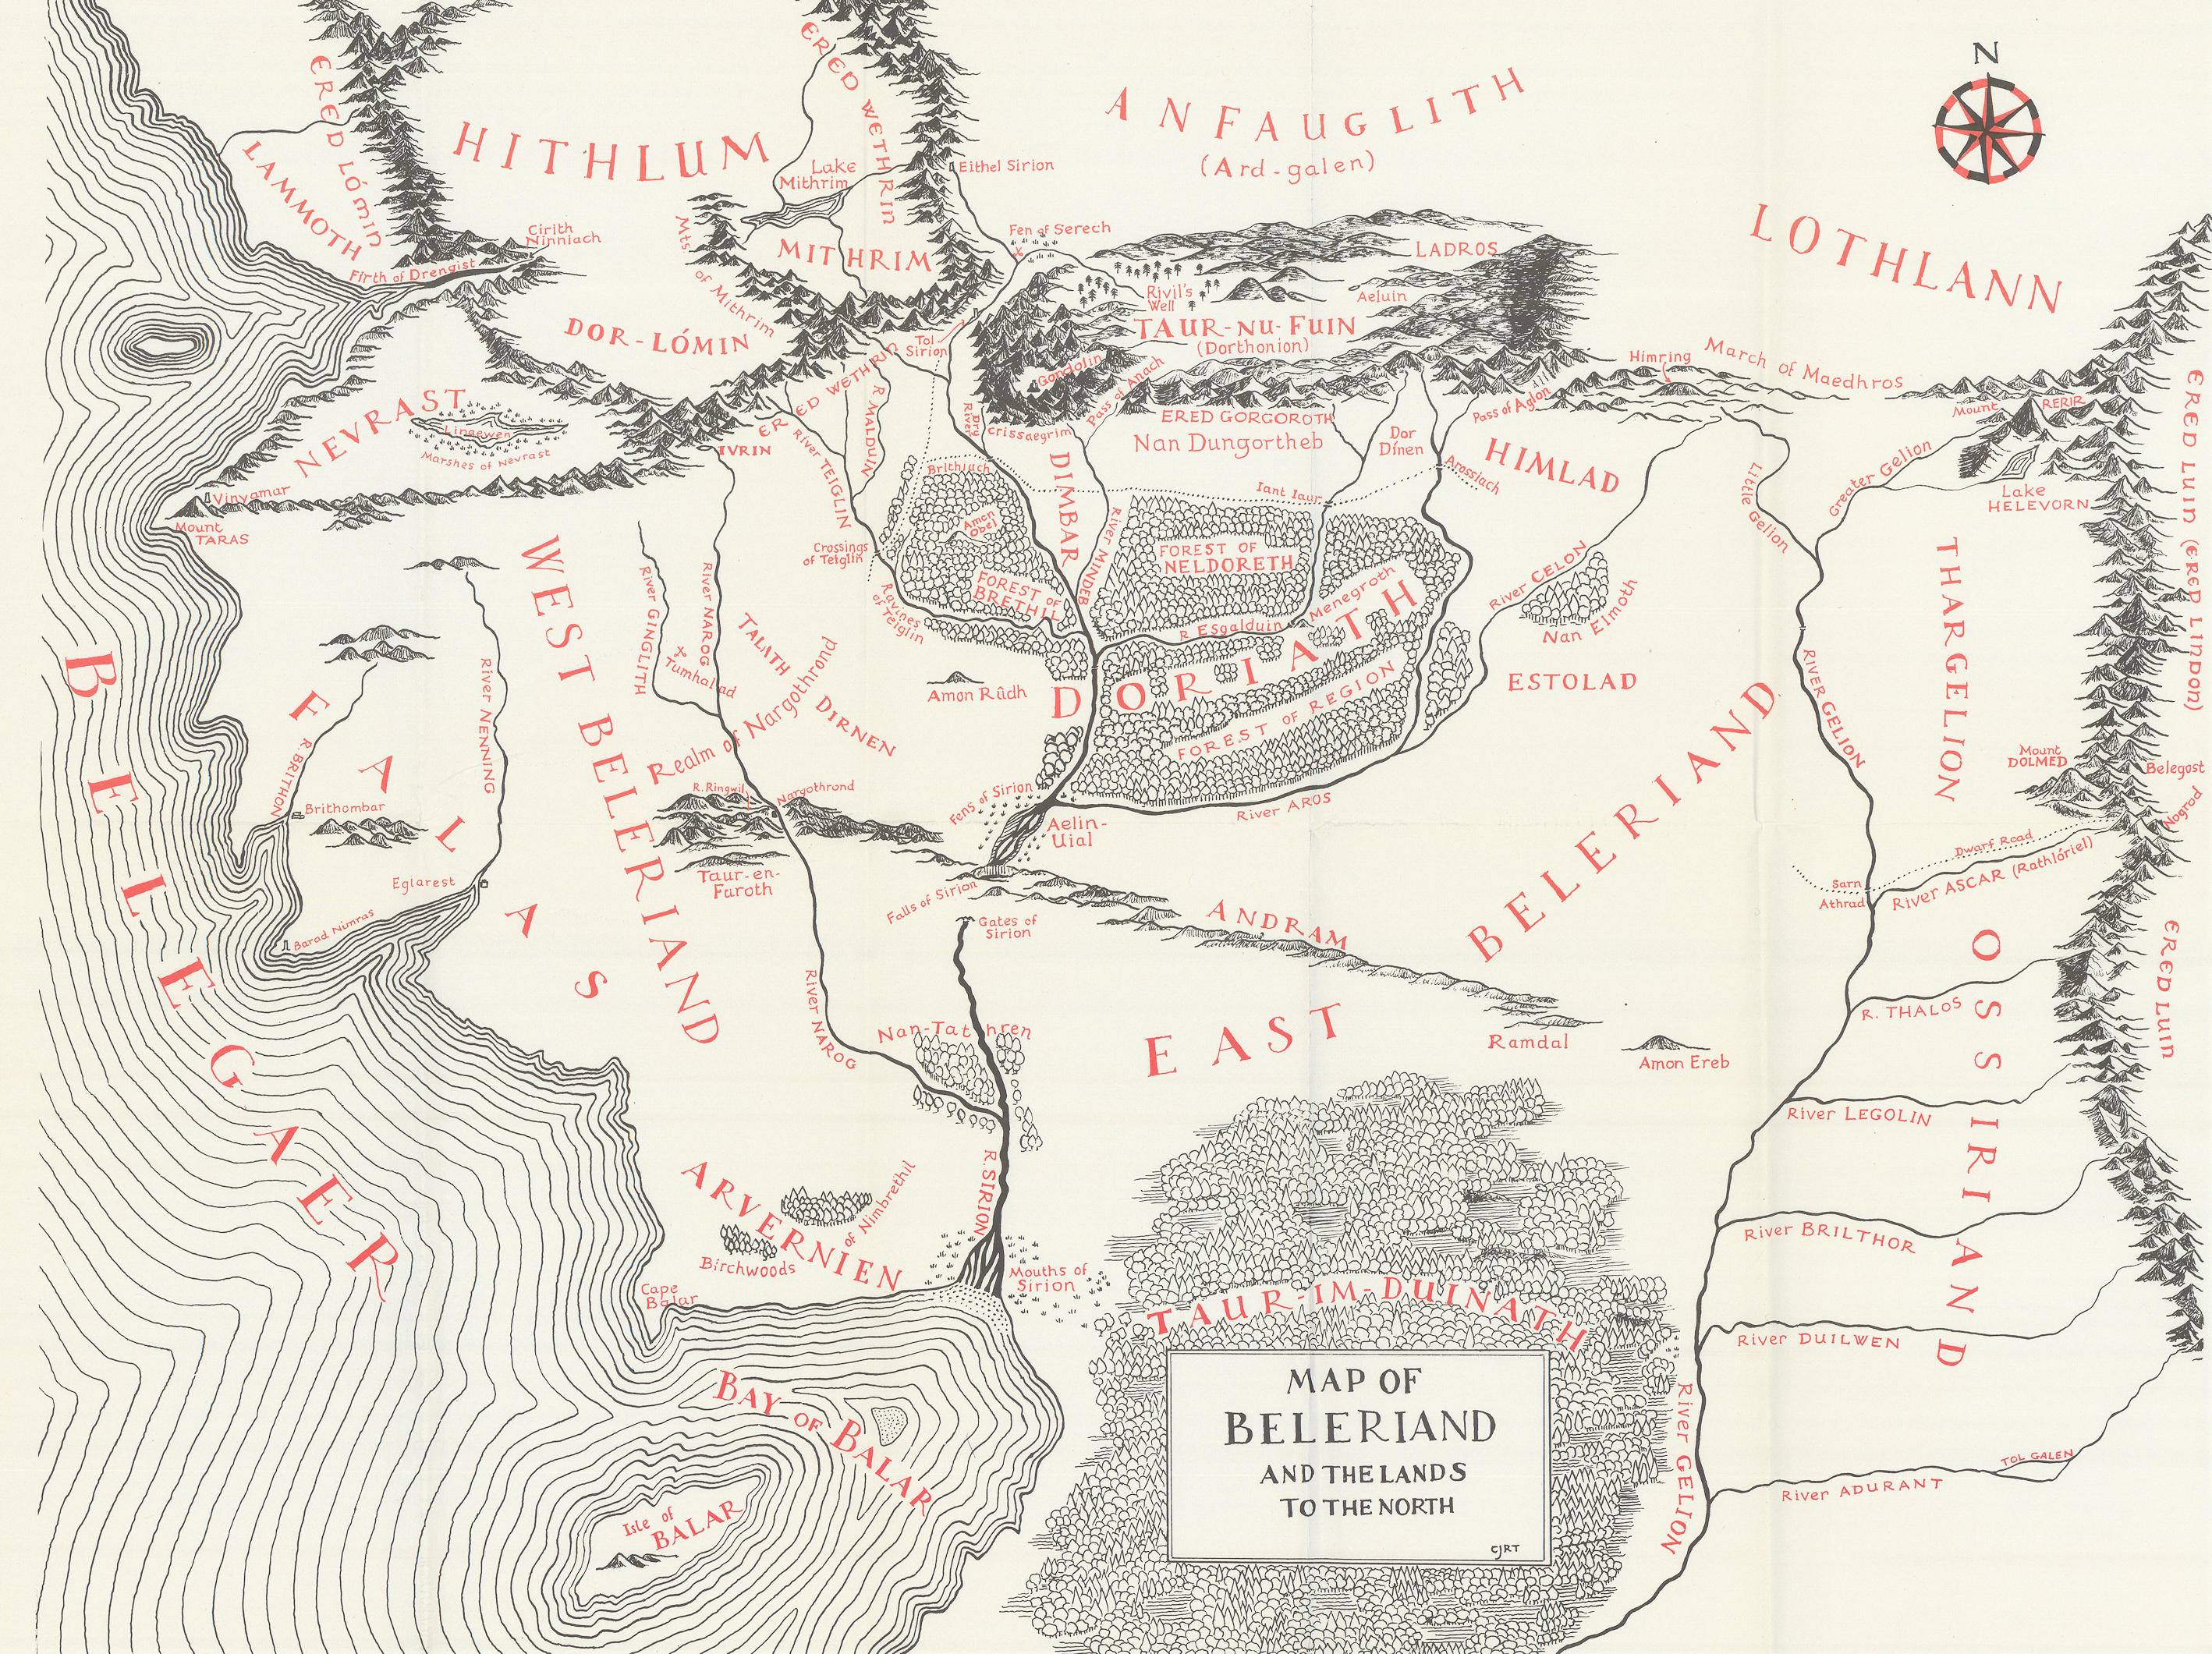 N
ERED LÓMIN
HITHLUM
ERED WETHRIN
ANFAUGLITH
(Ard-galen)
LAMMOTH
Lake
Mithrim
Eithel Sirion
LOTHLANN
Cirith
Ninniach
Firth of Drengist
Mts
of Mithrim
MITHRIM
Fen of Serech
LADROS
Rivil's
Well
Aeluin
DOR-LÓMIN
Tol
Sirion
TAUR-NU-FUIN
(Dorthonion)
Gondolin
Pass of Anach
Himring
March of Maedhros
NEVRAST
Linaewen
Marshes of Nevrast
ERED WETHRIN
R. MALDUIN
Dry
River
Crissaegrim
ERED GORGOROTH
Nan Dungortheb
Pass of Aglon
Mount
RERIR
Greater Gelion
ERED LUIN (ERED LINDON)
Vinyamar
Mount
TARAS
IVRIN
River TEIGLIN
Brithiach
DIMBAR
Dor
Dínen
Arossiach
HIMLAD
Little Gelion
Lake
HELEVORN
Iant Iaur
Amon
Obel
Crossings
of Teiglin
River MINDEB
FOREST OF
NELDORETH
FOREST OF
BRETHIL
Ravines
of Teiglin
R Esgalduin
Menegroth
River CELON
Nan Elmoth
THARGELION
WEST BELERIAND
River GINGLITH
River NAROG
Tumhalad
TALATH DIRNEN
Realm of Nargothrond
Amon Rûdh
DORIATH
FOREST OF REGION
ESTOLAD
RIVER GELION
BELEGAER
FALAS
R. BRITHON
River NENNING
Brithombar
R. Ringwil
Nargothrond
Fens of Sirion
Aelin-
Uial
River AROS
Mount
DOLMED
Belegost
Nogrod
Dwarf Road
River ASCAR (Rathlóriel)
Sarn
Athrad
Eglarest
Barad Nimras
Taur-en-
Faroth
Falls of Sirion
Gates of
Sirion
ANDRAM
EAST BELERIAND
Ramdal
Amon Ereb
OSSIRIAND
R. THALOS
ERED LUIN
River NAROG
Nan-Tathren
River LEGOLIN
ARVERNIEN
Birchwoods
of Nimbrethil
R. SIRION
River BRILTHOR
Cape
Balar
Mouths of
Sirion
TAUR-IM-DUINATH
River DUILWEN
BAY OF BALAR
Isle of
BALAR
River GELION
TOL GALEN
River ADURANT
MAP OF
BELERIAND
AND THE LANDS
TO THE NORTH
CJRT